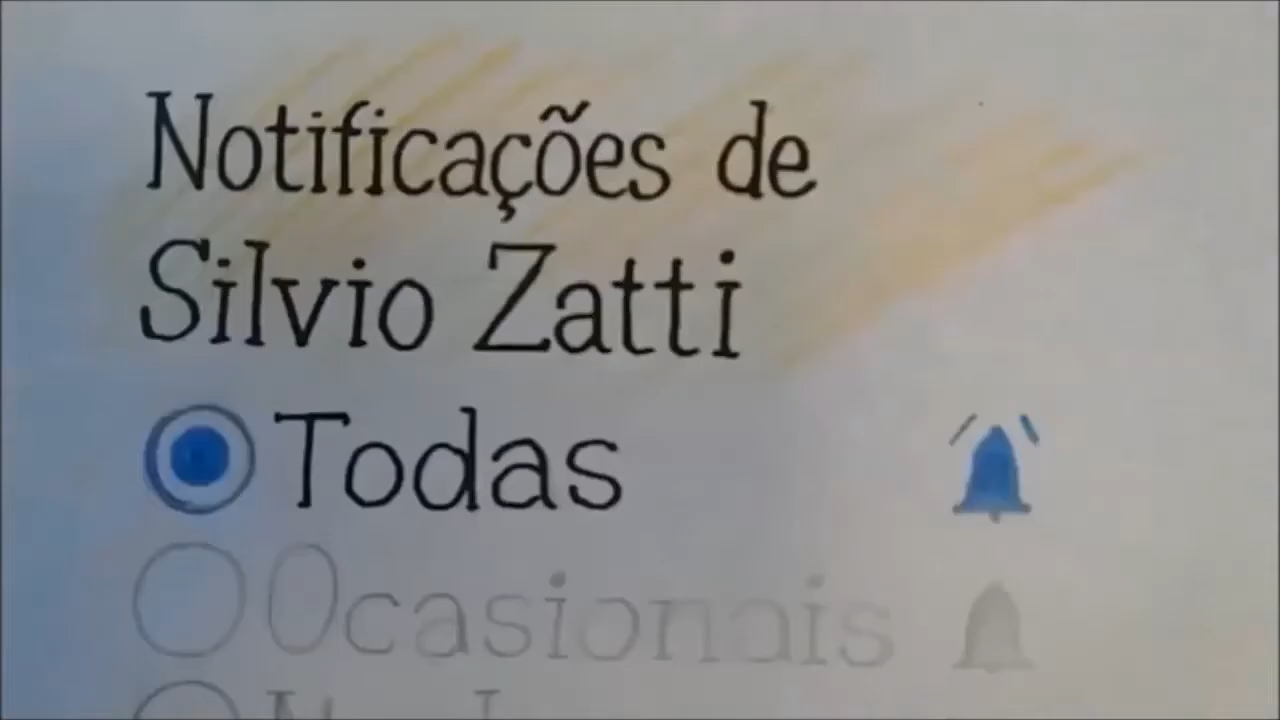 Notificações de
Silvio Zatti
Todas
Ocasionais